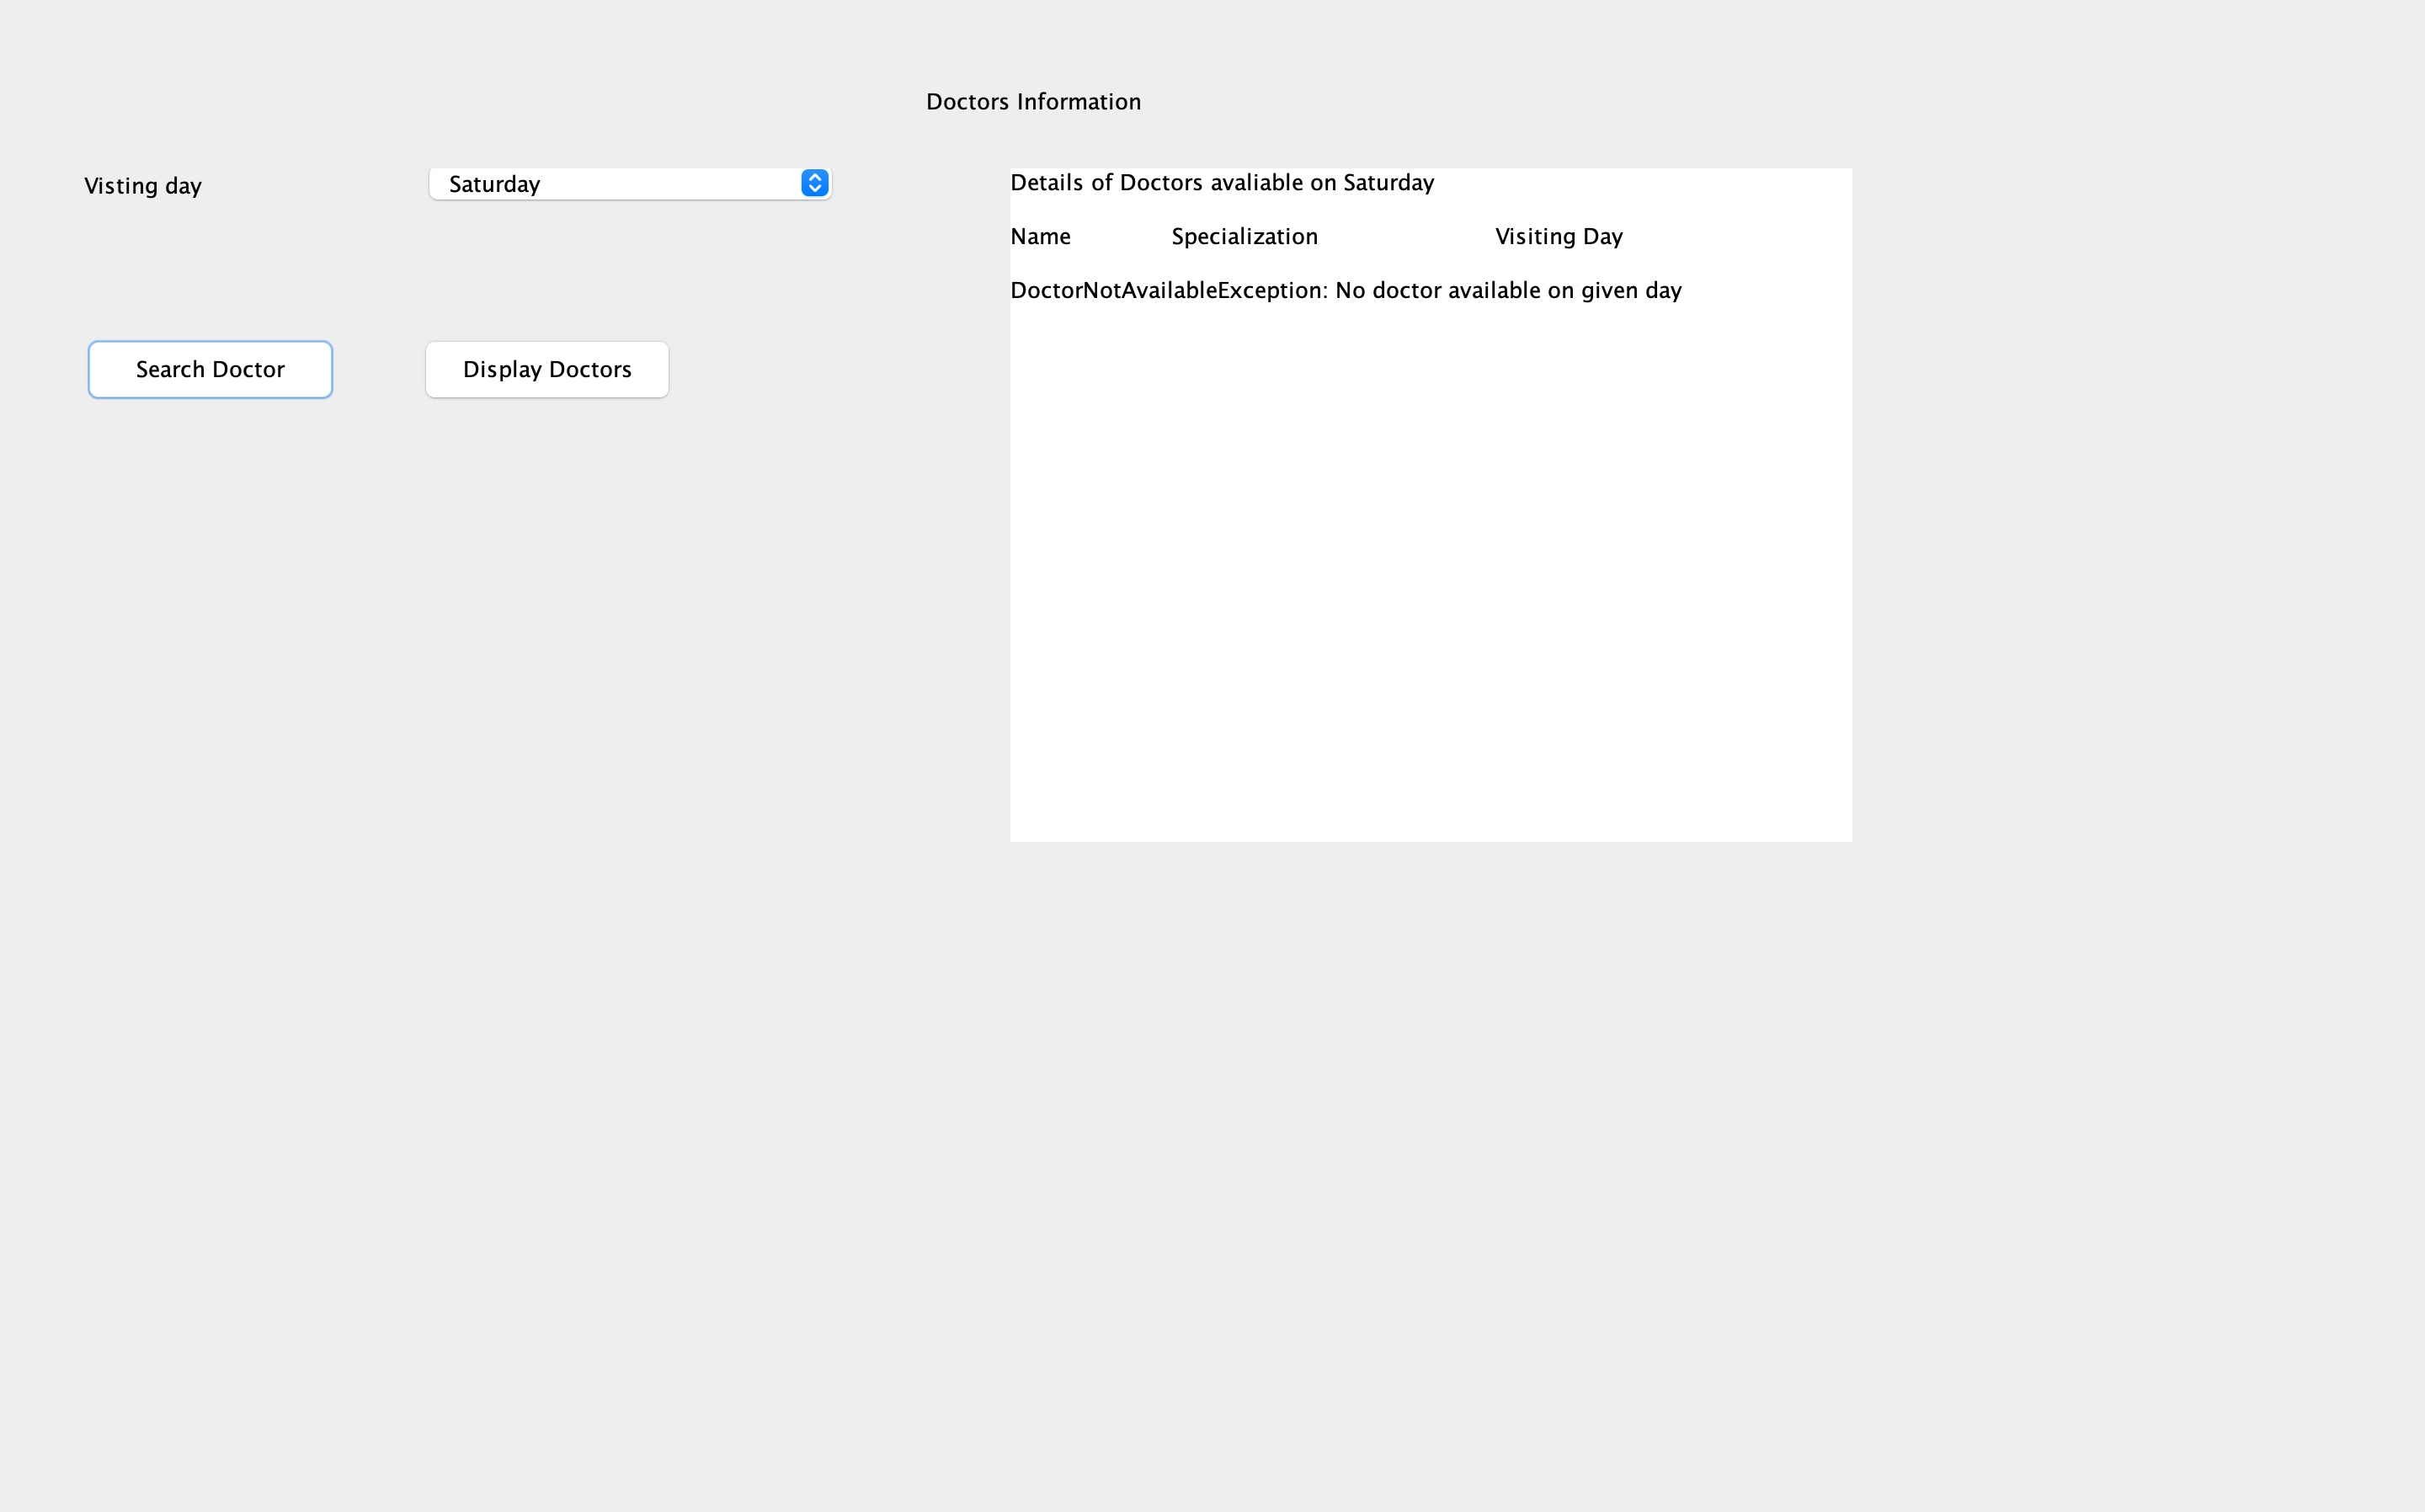 Doctors Information
Visting day
Saturday
Search Doctor
Display Doctors
Details of Doctors avaliable on Saturday
Name Specialization Visiting Day
DoctorNotAvailableException: No doctor available on given day